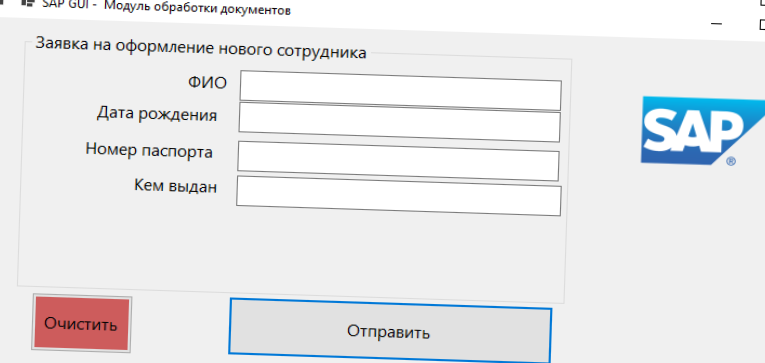 SAP GUI - Модуль обработки документов
Заявка на оформление нового сотрудника
ФИО
Дата рождения
Номер паспорта
Кем выдан
SAP®
Очистить
Отправить